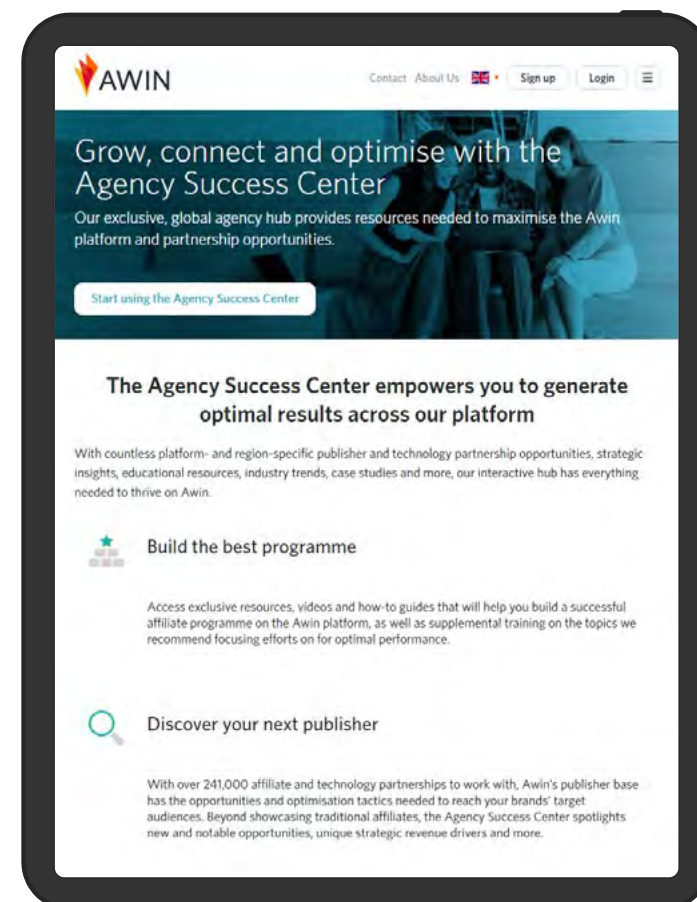 AWIN
Contact About Us Sign up Login
Grow, connect and optimise with the
Agency Success Center
Our exclusive, global agency hub provides resources needed to maximise the Awin
platform and partnership opportunities.
Start using the Agency Success Center
The Agency Success Center empowers you to generate
optimal results across our platform
With countless platform- and region-specific publisher and technology partnership opportunities, strategic
insights, educational resources, industry trends, case studies and more, our interactive hub has everything
needed to thrive on Awin.
Build the best programme
Access exclusive resources, videos and how-to guides that will help you build a successful
affiliate programme on the Awin platform, as well as supplemental training on the topics we
recommend focusing efforts on for optimal performance.
Discover your next publisher
With over 241,000 affiliate and technology partnerships to work with, Awin's publisher base
has the opportunities and optimisation tactics needed to reach your brands' target
audiences. Beyond showcasing traditional affiliates, the Agency Success Center spotlights
new and notable opportunities, unique strategic revenue drivers and more.